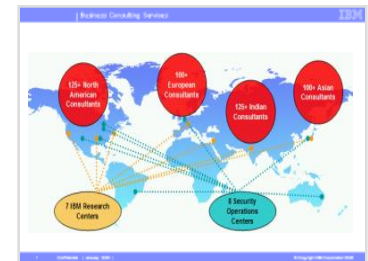 Business Consulting Services
IBM
125+ North
American
Consultants
100+
European
Consultants
125+ Indian
Consultants
100+ Asian
Consultants
7 IBM Research
Centers
8 Security
Operations
Centers
Confidential